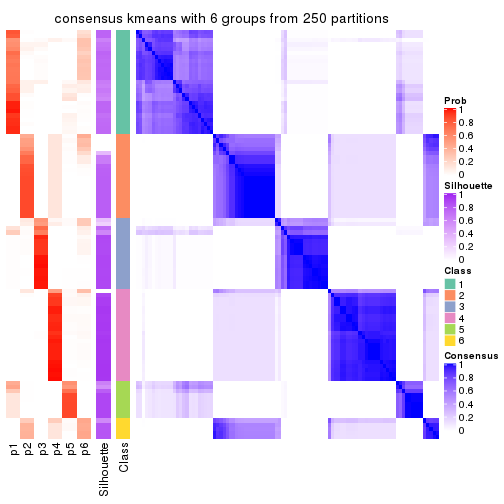 consensus kmeans with 6 groups from 250 partitions
Prob
1
0.8
0.6
0.4
0.2
0
Silhouette
1
0.8
0.6
0.4
0.2
0
Class
1
2
3
4
5
6
Consensus
1
0.8
0.6
0.4
0.2
0
p1
p2
p3
p4
p5
p6
Silhouette
Class